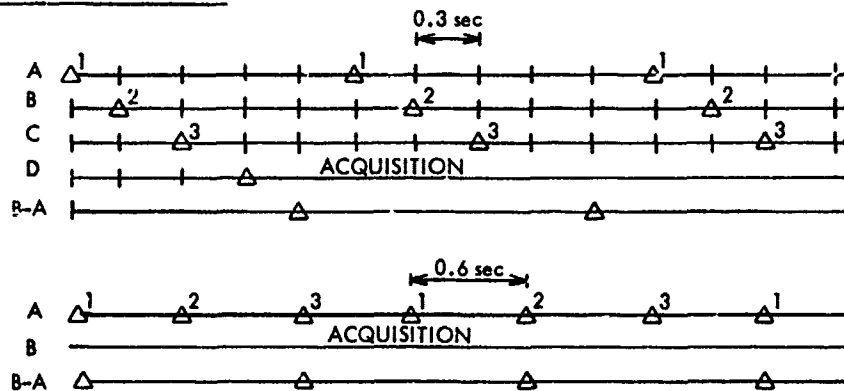 0.3 sec
A 1 1 1
B 2 2 2
C 3 3 3
D ACQUISITION
B-A
0.6 sec
A 1 2 3 1 2 3 1
ACQUISITION
B
B-A